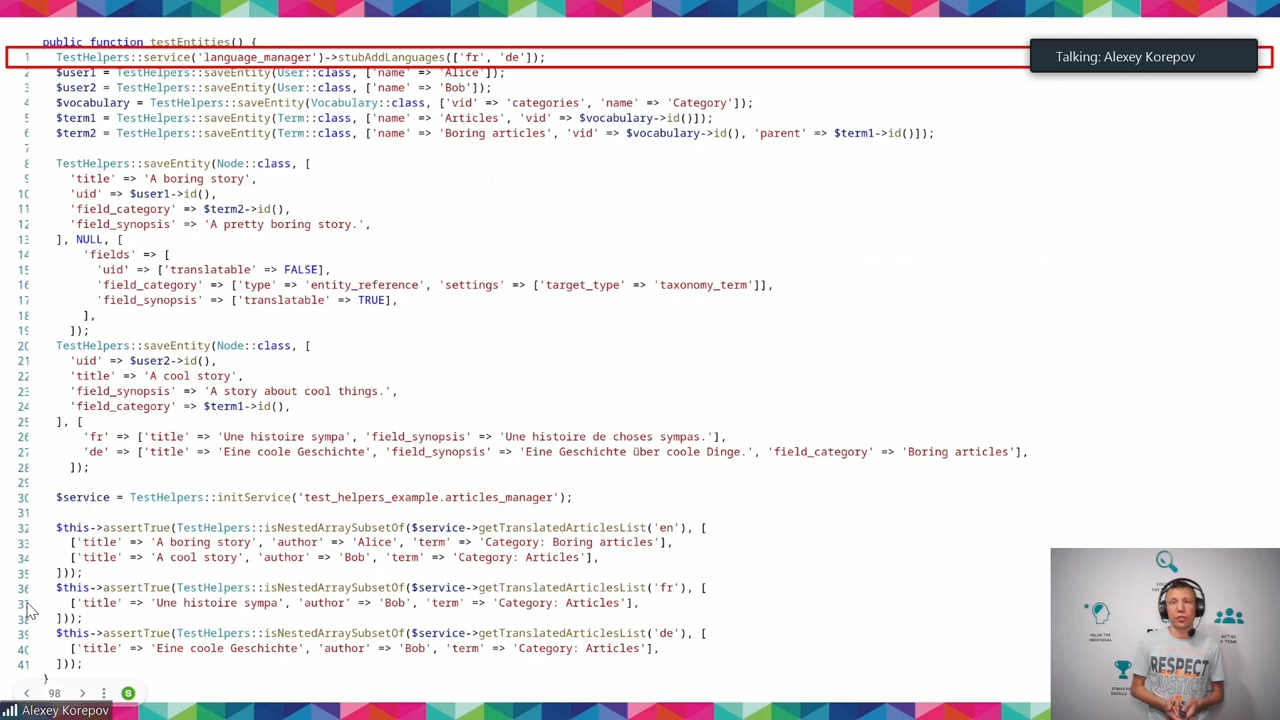 public function testEntities() {
1 TestHelpers::service('language_manager')->stubAddLanguages(['fr', 'de']);
Talking: Alexey Korepov
2 $user1 = TestHelpers::saveEntity(User::class, ['name' => 'Alice']);
3 $user2 = TestHelpers::saveEntity(User::class, ['name' => 'Bob']);
4 $vocabulary = TestHelpers::saveEntity(Vocabulary::class, ['vid' => 'categories', 'name' => 'Category']);
5 $term1 = TestHelpers::saveEntity(Term::class, ['name' => 'Articles', 'vid' => $vocabulary->id()]);
6 $term2 = TestHelpers::saveEntity(Term::class, ['name' => 'Boring articles', 'vid' => $vocabulary->id(), 'parent' => $term1->id()]);
7
8 TestHelpers::saveEntity(Node::class, [
9 'title' => 'A boring story',
10 'uid' => $user1->id(),
11 'field_category' => $term2->id(),
12 'field_synopsis' => 'A pretty boring story.',
13 ], NULL, [
14 'fields' => [
15 'uid' => ['translatable' => FALSE],
16 'field_category' => ['type' => 'entity_reference', 'settings' => ['target_type' => 'taxonomy_term']],
17 'field_synopsis' => ['translatable' => TRUE],
18 ],
19 ]);
20 TestHelpers::saveEntity(Node::class, [
21 'uid' => $user2->id(),
22 'title' => 'A cool story',
23 'field_synopsis' => 'A story about cool things.',
24 'field_category' => $term1->id(),
25 ], [
26 'fr' => ['title' => 'Une histoire sympa', 'field_synopsis' => 'Une histoire de choses sympas.'],
27 'de' => ['title' => 'Eine coole Geschichte', 'field_synopsis' => 'Eine Geschichte über coole Dinge.', 'field_category' => 'Boring articles'],
28 ]);
29
30 $service = TestHelpers::initService('test_helpers_example.articles_manager');
31
32 $this->assertTrue(TestHelpers::isNestedArraySubsetOf($service->getTranslatedArticlesList('en'), [
33 ['title' => 'A boring story', 'author' => 'Alice', 'term' => 'Category: Boring articles'],
34 ['title' => 'A cool story', 'author' => 'Bob', 'term' => 'Category: Articles'],
35 ]));
36 $this->assertTrue(TestHelpers::isNestedArraySubsetOf($service->getTranslatedArticlesList('fr'), [
37 ['title' => 'Une histoire sympa', 'author' => 'Bob', 'term' => 'Category: Articles'],
38 ]));
39 $this->assertTrue(TestHelpers::isNestedArraySubsetOf($service->getTranslatedArticlesList('de'), [
40 ['title' => 'Eine coole Geschichte', 'author' => 'Bob', 'term' => 'Category: Articles'],
41 ]));
}
98
S
Alexey Korepov
VALUE THE
INDIVIDUAL
ACT AS
A TEAM
RESPECT
JUSTICE